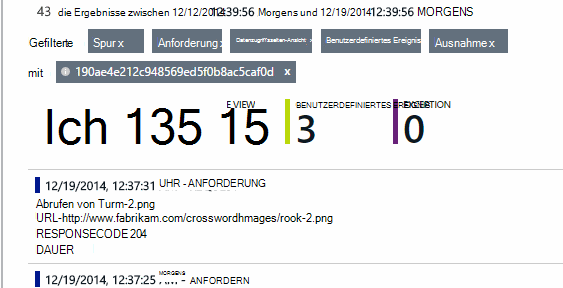 43 die Ergebnisse zwischen 12/12/2014 12:39:56 Morgens und 12/19/2014 12:39:56 MORGENS
Gefilterte Spur x Anforderung x Datenzugriffsseiten-Ansicht x Benutzerdefiniertes Ereignis Ausnahme x
mit 190ae4e212c948569ed5f0b8ac5caf0d x
E VIEW BENUTZERDEFINIERTES EREIGNIS EXCEPTION
Ich 135 15 3 0
12/19/2014, 12:37:31 UHR - ANFORDERUNG
Abrufen von Turm-2.png
URL-http://www.fabrikam.com/crosswordhmages/rook-2.png
RESPONSECODE 204
DAUER
12/19/2014, 12:37:25 MORGENS - ANFORDERN